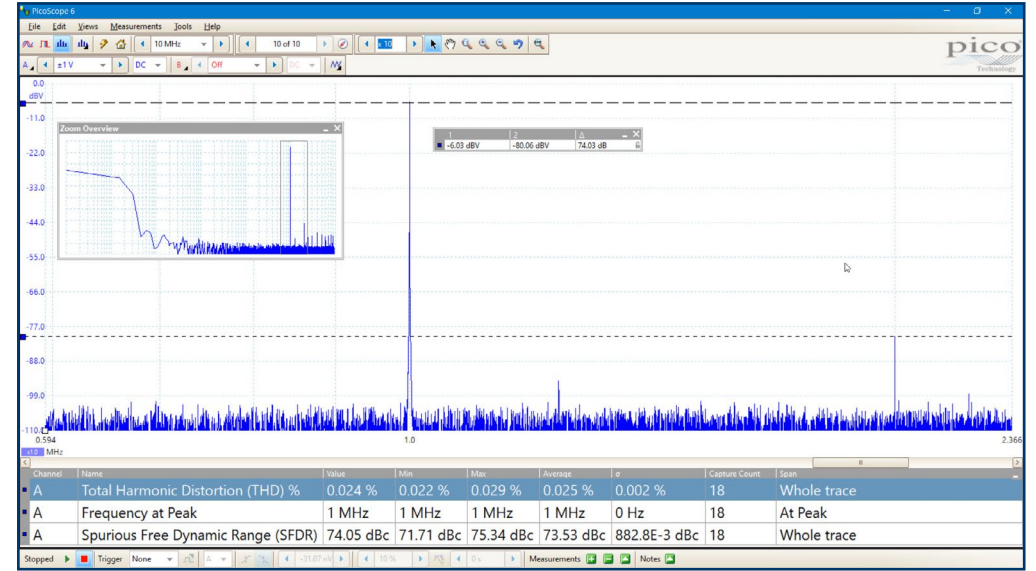 PicoScope 6
File Edit Views Measurements Tools Help
10 MHz 10 of 10 x 10
pico
Technology
A ±1 V DC B Off DC
0.0
dBV
-11.0
-22.0
-33.0
-44.0
-55.0
-66.0
-77.0
-88.0
-99.0
-110.0
Zoom Overview
1 2 Δ
-6.03 dBV -80.06 dBV 74.03 dB
0.594 1.0 2.366
x1.0 MHz
Channel Name Value Min Max Average σ Capture Count Span
A Total Harmonic Distortion (THD) % 0.024 % 0.022 % 0.029 % 0.025 % 0.002 % 18 Whole trace
A Frequency at Peak 1 MHz 1 MHz 1 MHz 1 MHz 0 Hz 18 At Peak
A Spurious Free Dynamic Range (SFDR) 74.05 dBc 71.71 dBc 75.34 dBc 73.53 dBc 882.8E-3 dBc 18 Whole trace
Stopped Trigger None A 10 % 0 s Measurements Notes